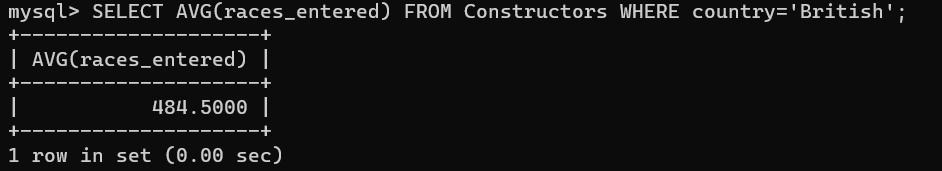 mysql> SELECT AVG(races_entered) FROM Constructors WHERE country='British';
+--------------------+
| AVG(races_entered) |
+--------------------+
|           484.5000 |
+--------------------+
1 row in set (0.00 sec)